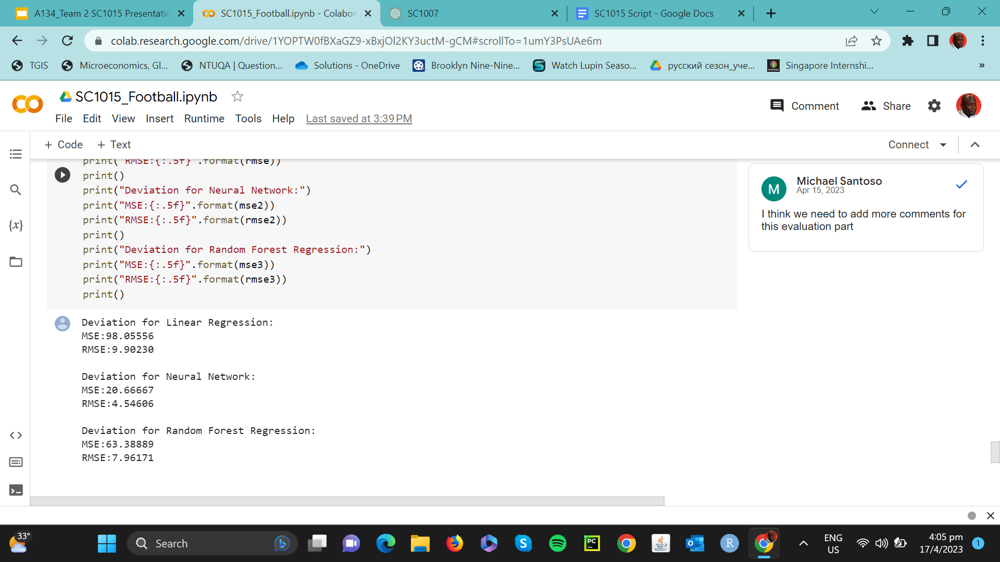 A134_Team 2 SC1015 Presentatio
SC1015_Football.ipynb - Colabor
SC1007
SC1015 Script - Google Docs
colab.research.google.com/drive/1YOPTW0fBXaGZ9-xBxjOl2KY3uctM-gCM#scrollTo=1umY3PsUAe6m
TGIS
Microeconomics, Gl...
NTUQA | Question...
Solutions - OneDrive
Brooklyn Nine-Nine...
Watch Lupin Seaso...
русский сезон_уче...
Singapore Internshi...
»
SC1015_Football.ipynb
Comment
Share
File Edit View Insert Runtime Tools Help Last saved at 3:39 PM
+ Code + Text
Connect
print("RMSE:{:.5f}".format(rmse))
print()
print("Deviation for Neural Network:")
print("MSE:{:.5f}".format(mse2))
print("RMSE:{:.5f}".format(rmse2))
print()
print("Deviation for Random Forest Regression:")
print("MSE:{:.5f}".format(mse3))
print("RMSE:{:.5f}".format(rmse3))
print()
M
Michael Santoso
Apr 15, 2023
I think we need to add more comments for
this evaluation part
{x}
Deviation for Linear Regression:
MSE:98.05556
RMSE:9.90230
Deviation for Neural Network:
MSE:20.66667
RMSE:4.54606
Deviation for Random Forest Regression:
MSE:63.38889
RMSE:7.96171
33°
Search
S
PC
R
ENG
US
4:05 pm
17/4/2023
1